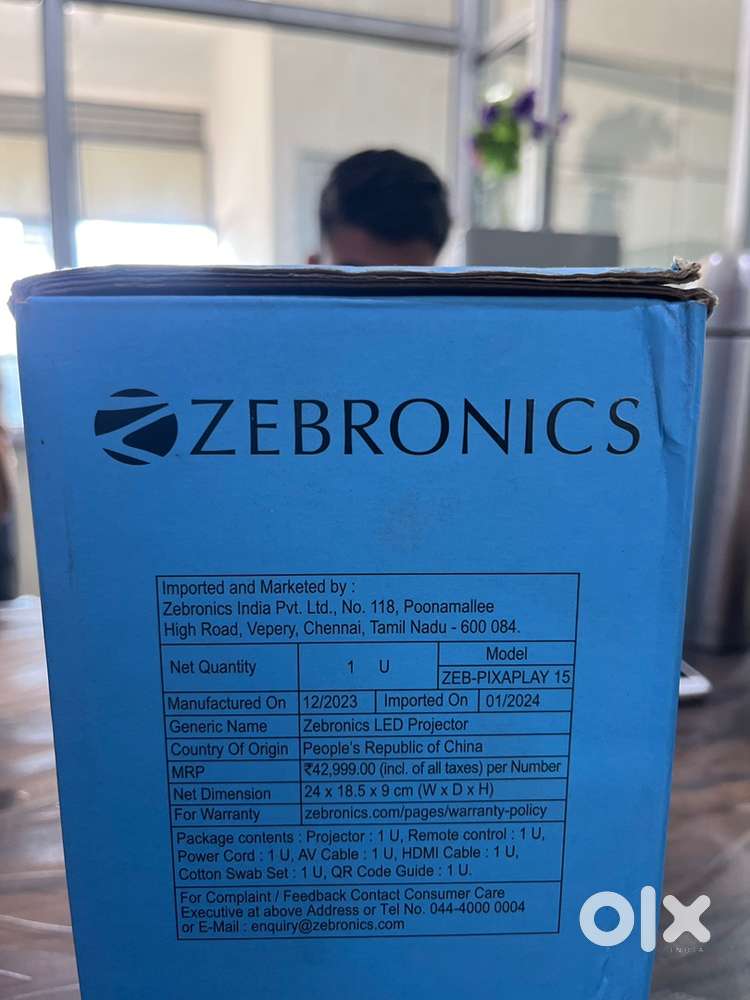 ZEBRONICS
Imported and Marketed by :
Zebronics India Pvt. Ltd., No. 118, Poonamallee
High Road, Vepery, Chennai, Tamil Nadu - 600 084.
Net Quantity 1 U Model
ZEB-PIXAPLAY 15
Manufactured On 12/2023 Imported On 01/2024
Generic Name Zebronics LED Projector
Country Of Origin People's Republic of China
MRP ₹42,999.00 (incl. of all taxes) per Number
Net Dimension 24 x 18.5 x 9 cm (W x D x H)
For Warranty zebronics.com/pages/warranty-policy
Package contents : Projector : 1 U, Remote control : 1 U,
Power Cord : 1 U, AV Cable : 1 U, HDMI Cable : 1 U,
Cotton Swab Set : 1 U, QR Code Guide : 1 U.
For Complaint / Feedback Contact Consumer Care
Executive at above Address or Tel No. 044-4000 0004
or E-Mail : enquiry@zebronics.com
olx
INDIA